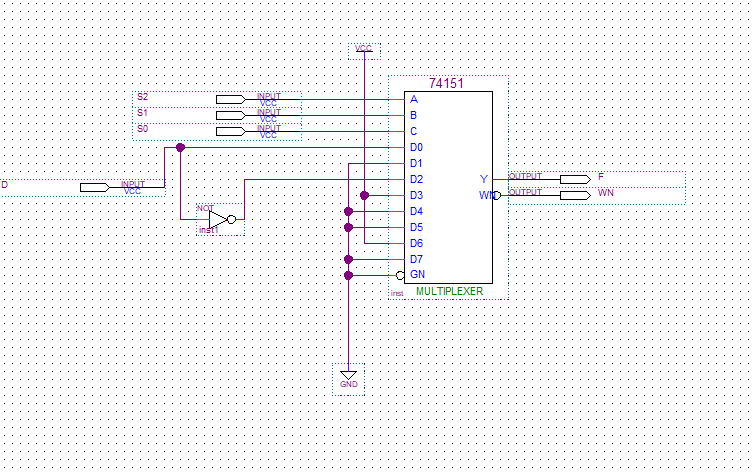 VCC
74151
S2 INPUT VCC A
S1 INPUT VCC B
S0 INPUT VCC C
D0
D1
D INPUT VCC
D2 Y OUTPUT F
D3 WN OUTPUT WN
NOT
inst1
D4
D5
D6
D7
GN
inst MULTIPLEXER
GND